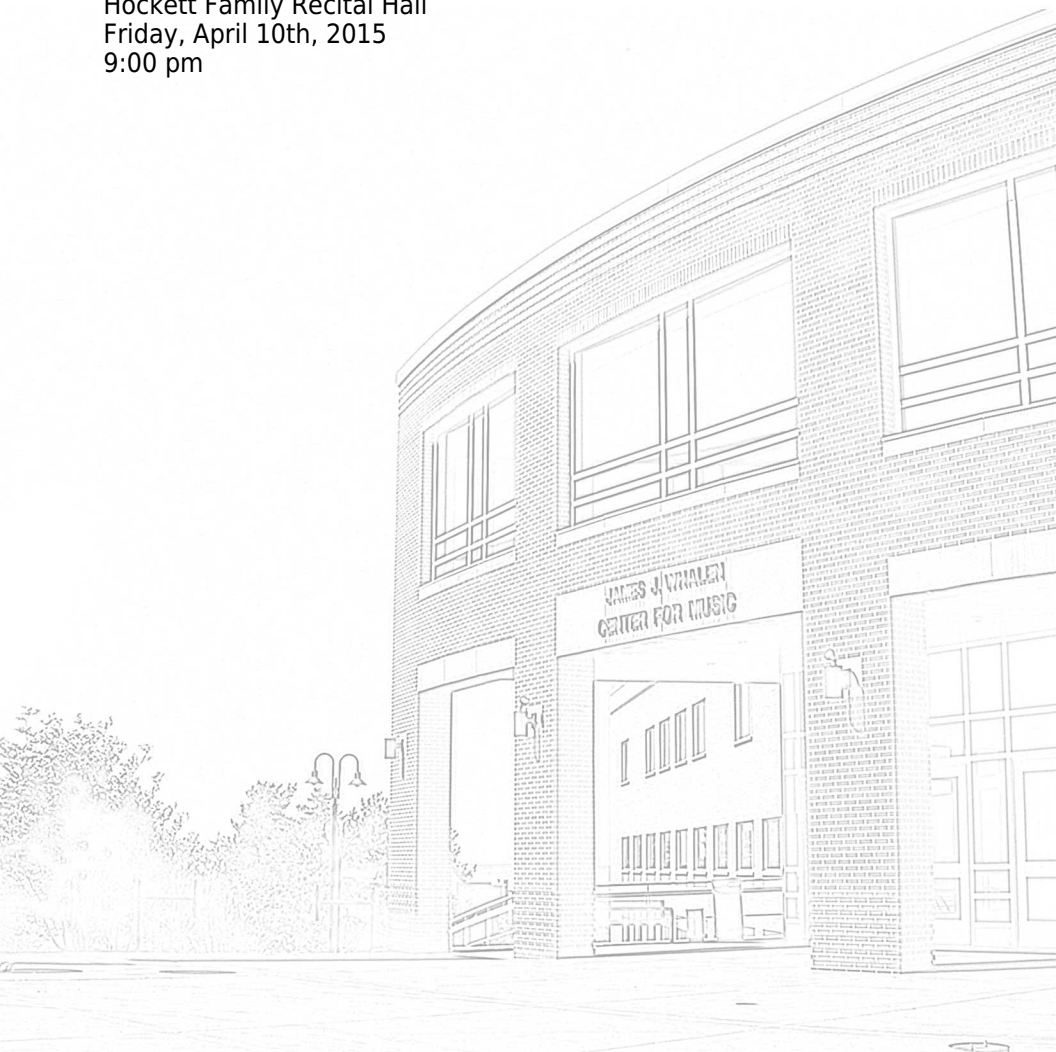 Hockett Family Recital Hall
Friday, April 10th, 2015
9:00 pm
JAMES J. WHALEN
CENTER FOR MUSIC